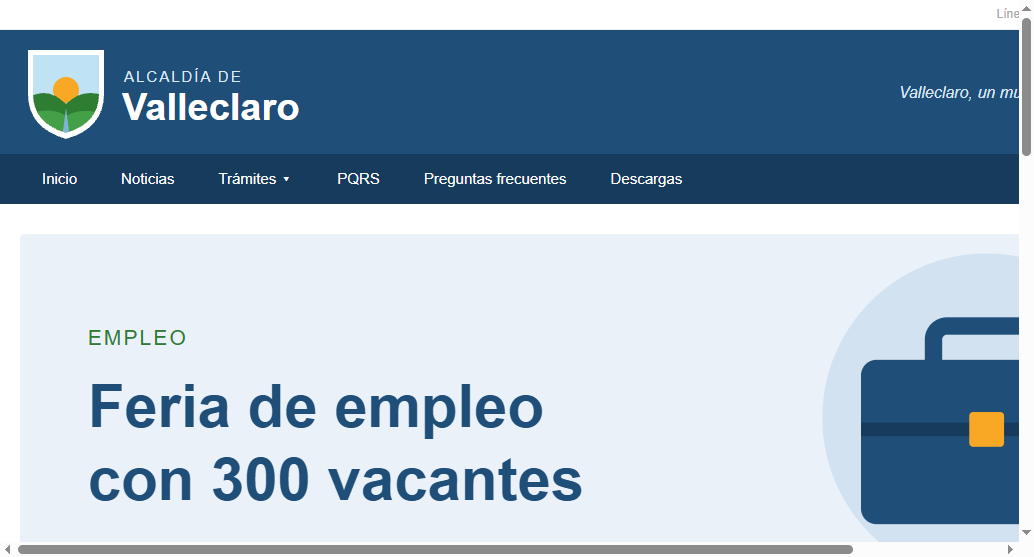 ALCALDÍA DE
Valleclaro
Valleclaro, un
Inicio Noticias Trámites PQRS Preguntas frecuentes Descargas
EMPLEO
Feria de empleo
con 300 vacantes